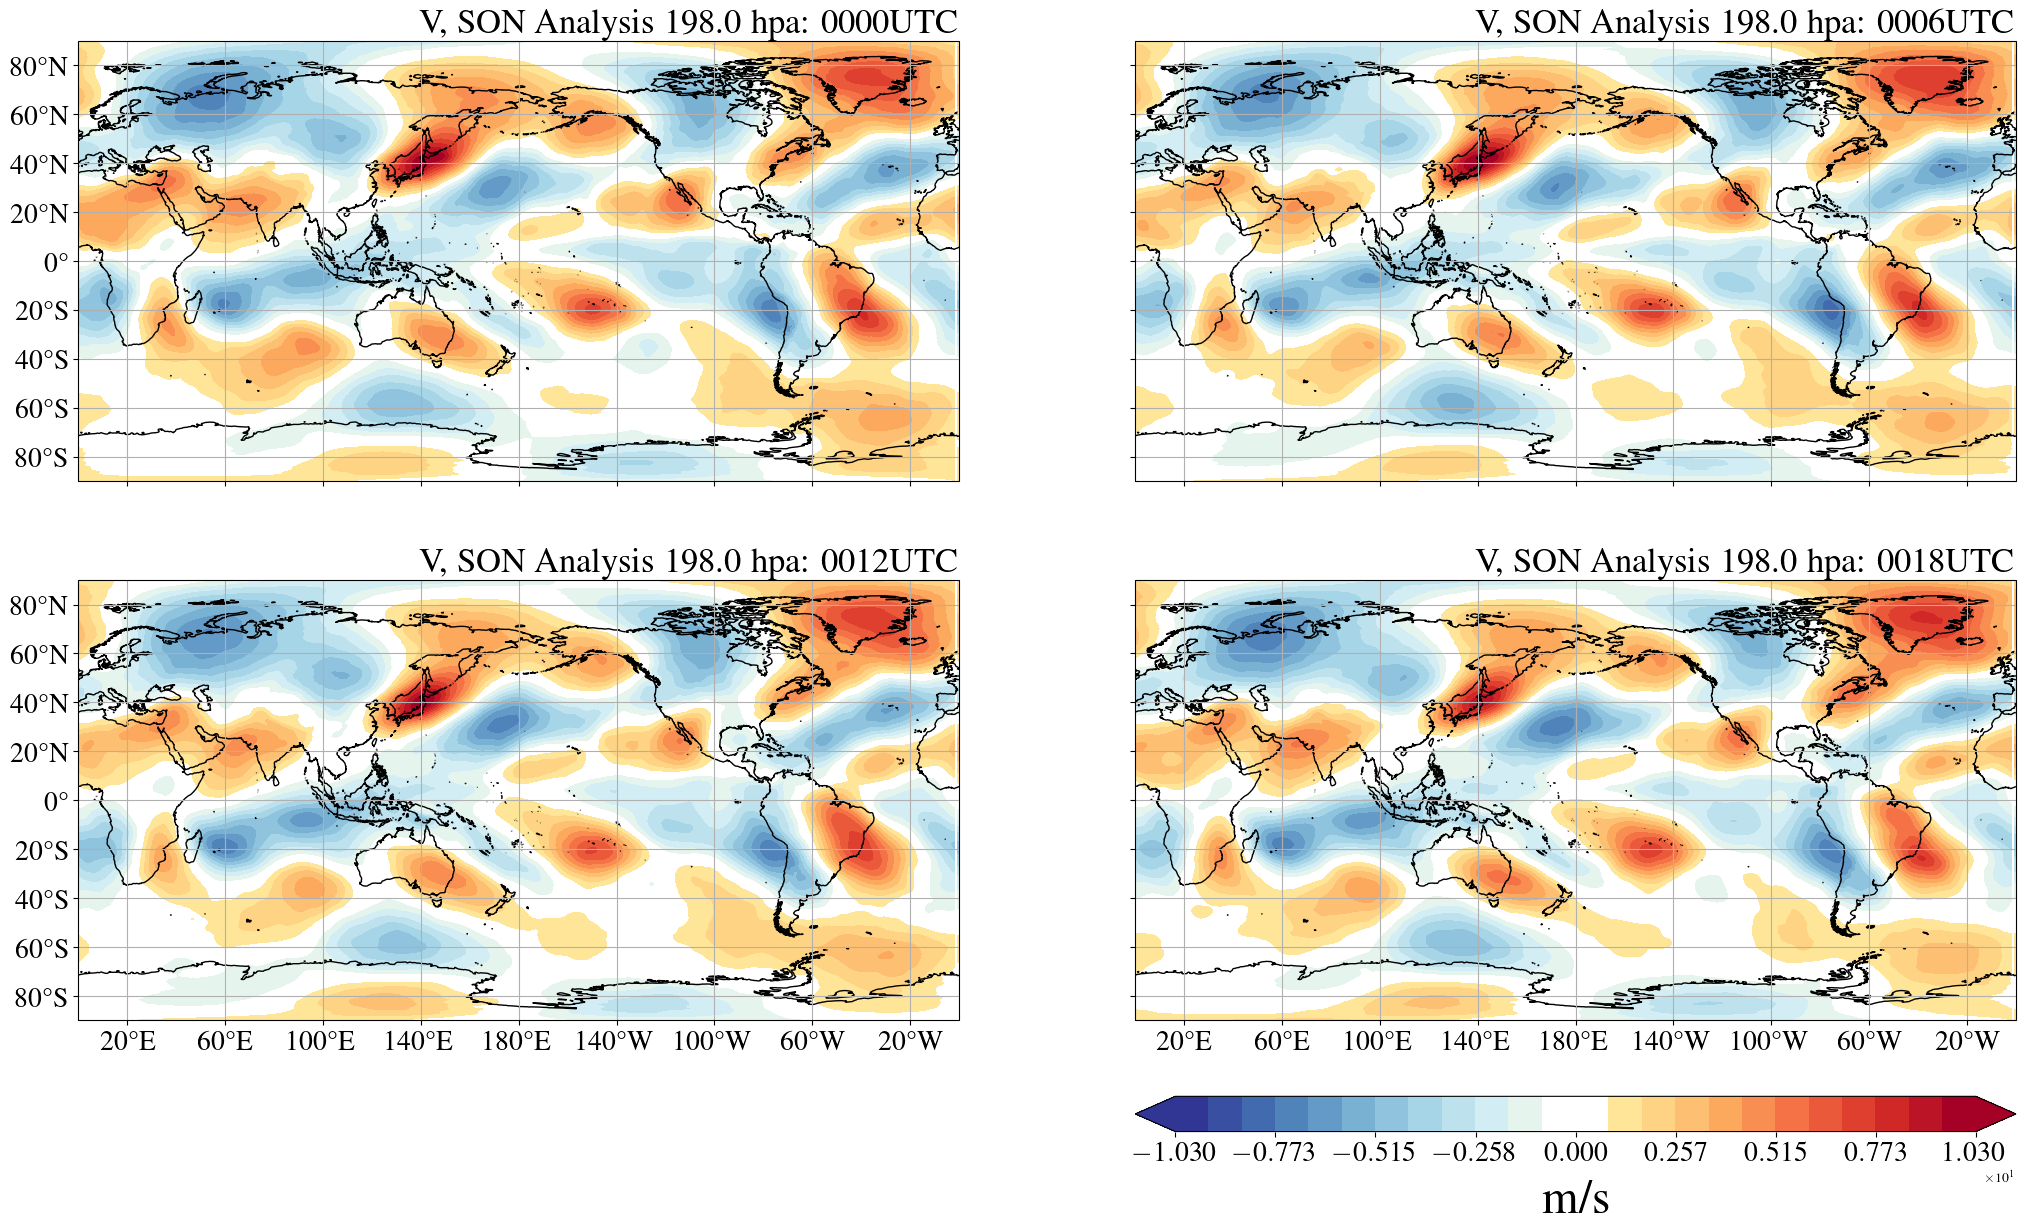 V, SON Analysis 198.0 hpa: 0000UTC
V, SON Analysis 198.0 hpa: 0006UTC
80°N
60°N
40°N
20°N
0°
20°S
40°S
60°S
80°S
V, SON Analysis 198.0 hpa: 0012UTC
V, SON Analysis 198.0 hpa: 0018UTC
80°N
60°N
40°N
20°N
0°
20°S
40°S
60°S
80°S
20°E 60°E 100°E 140°E 180°E 140°W 100°W 60°W 20°W
20°E 60°E 100°E 140°E 180°E 140°W 100°W 60°W 20°W
−1.030 −0.773 −0.515 −0.258 0.000 0.257 0.515 0.773 1.030
×10¹
m/s